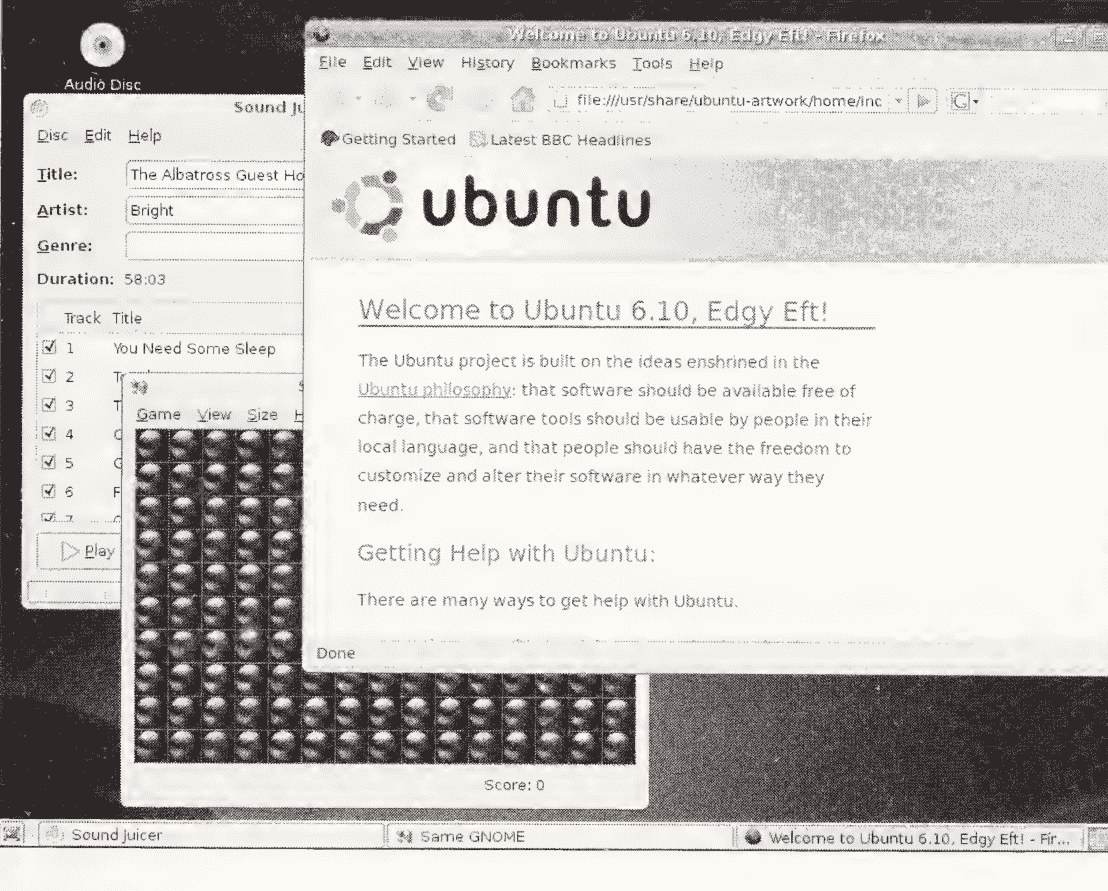 Audio Disc
Sound Ju
Disc Edit Help
Title: The Albatross Guest Ho
Artist: Bright
Genre:
Duration: 58:03
Track Title
1 You Need Some Sleep
2
3 T
4
5
6 F
Play
Game View Size H
Score: 0
Welcome to Ubuntu 6.10, Edgy Eft! - Firefox
File Edit View History Bookmarks Tools Help
file:///usr/share/ubuntu-artwork/home/inc
G
Getting Started Latest BBC Headlines
ubuntu
Welcome to Ubuntu 6.10, Edgy Eft!
The Ubuntu project is built on the ideas enshrined in the
Ubuntu philosophy: that software should be available free of
charge, that software tools should be usable by people in their
local language, and that people should have the freedom to
customize and alter their software in whatever way they
need.
Getting Help with Ubuntu:
There are many ways to get help with Ubuntu.
Done
Sound Juicer
Same GNOME
Welcome to Ubuntu 6.10, Edgy Eft! - Fir...